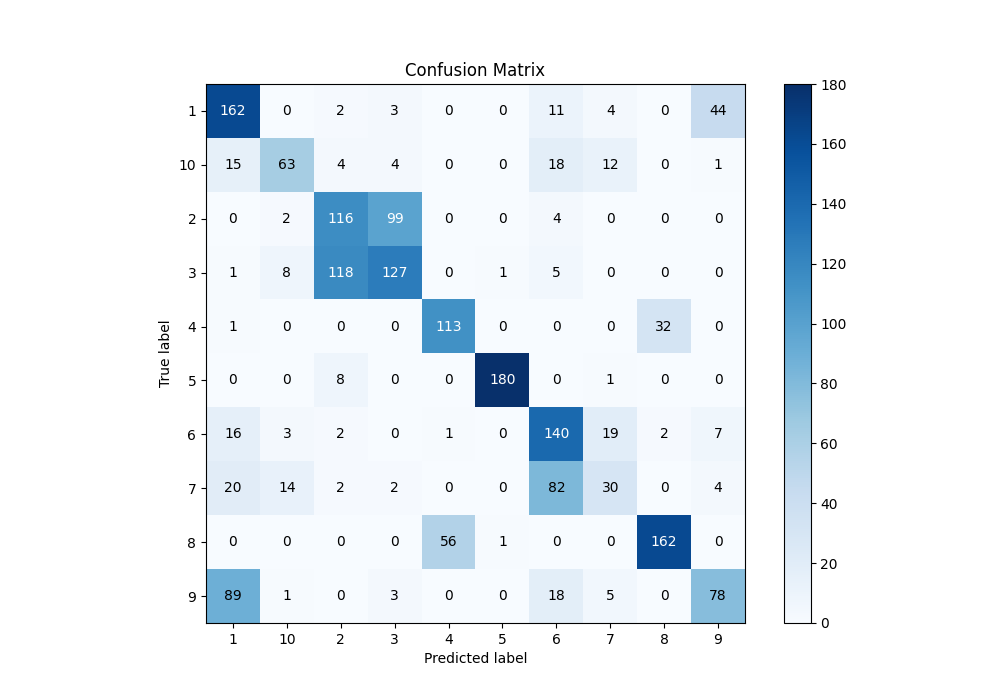 Confusion Matrix
1 162 0 2 3 0 0 11 4 0 44
10 15 63 4 4 0 0 18 12 0 1
2 0 2 116 99 0 0 4 0 0 0
3 1 8 118 127 0 1 5 0 0 0
4 1 0 0 0 113 0 0 0 32 0
5 0 0 8 0 0 180 0 1 0 0
6 16 3 2 0 1 0 140 19 2 7
7 20 14 2 2 0 0 82 30 0 4
8 0 0 0 0 56 1 0 0 162 0
9 89 1 0 3 0 0 18 5 0 78
1 10 2 3 4 5 6 7 8 9
Predicted label
True label
180
160
140
120
100
80
60
40
20
0